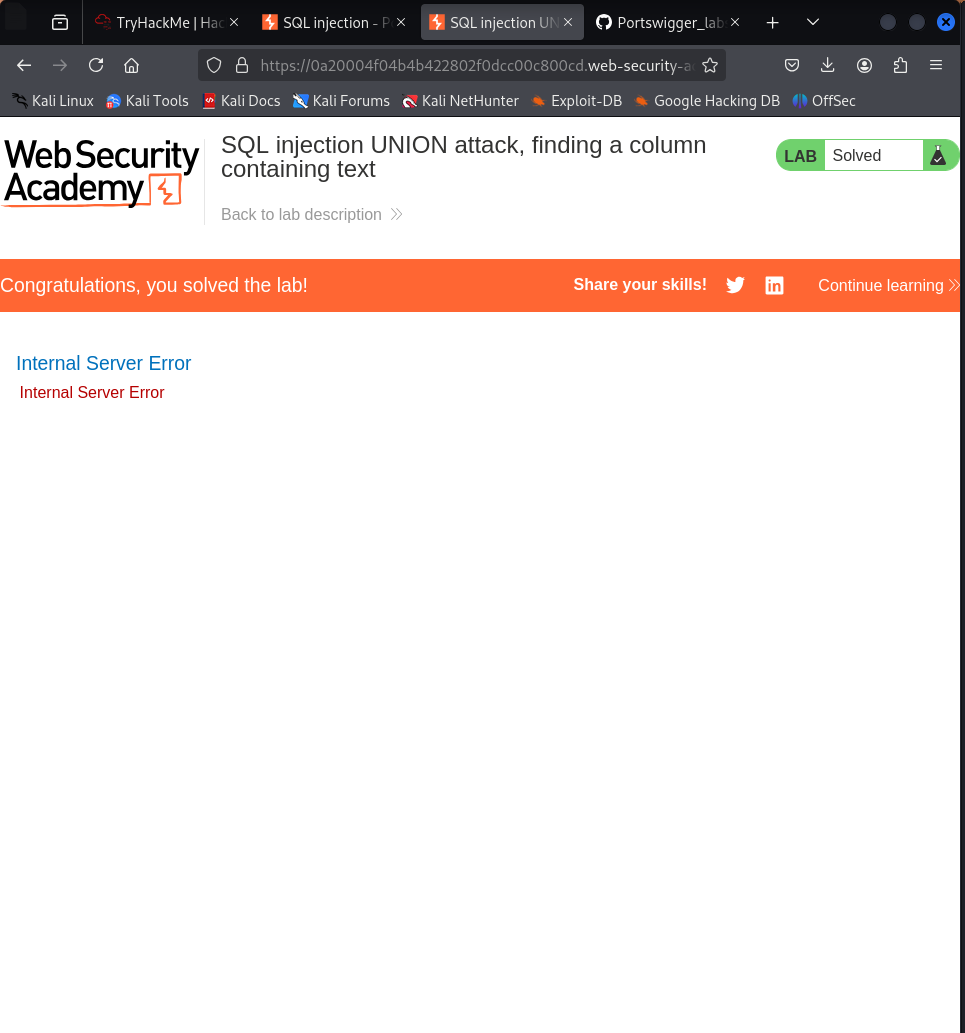 TryHackMe | Hac
SQL injection - P
SQL injection UN
Portswigger_lab
https://0a20004f04b4b422802f0dcc00c800cd.web-security-a
Kali Linux
Kali Tools
Kali Docs
Kali Forums
Kali NetHunter
Exploit-DB
Google Hacking DB
OffSec
Web Security
Academy
SQL injection UNION attack, finding a column
containing text
Back to lab description
LAB Solved
Congratulations, you solved the lab!
Share your skills!
Continue learning
Internal Server Error
Internal Server Error